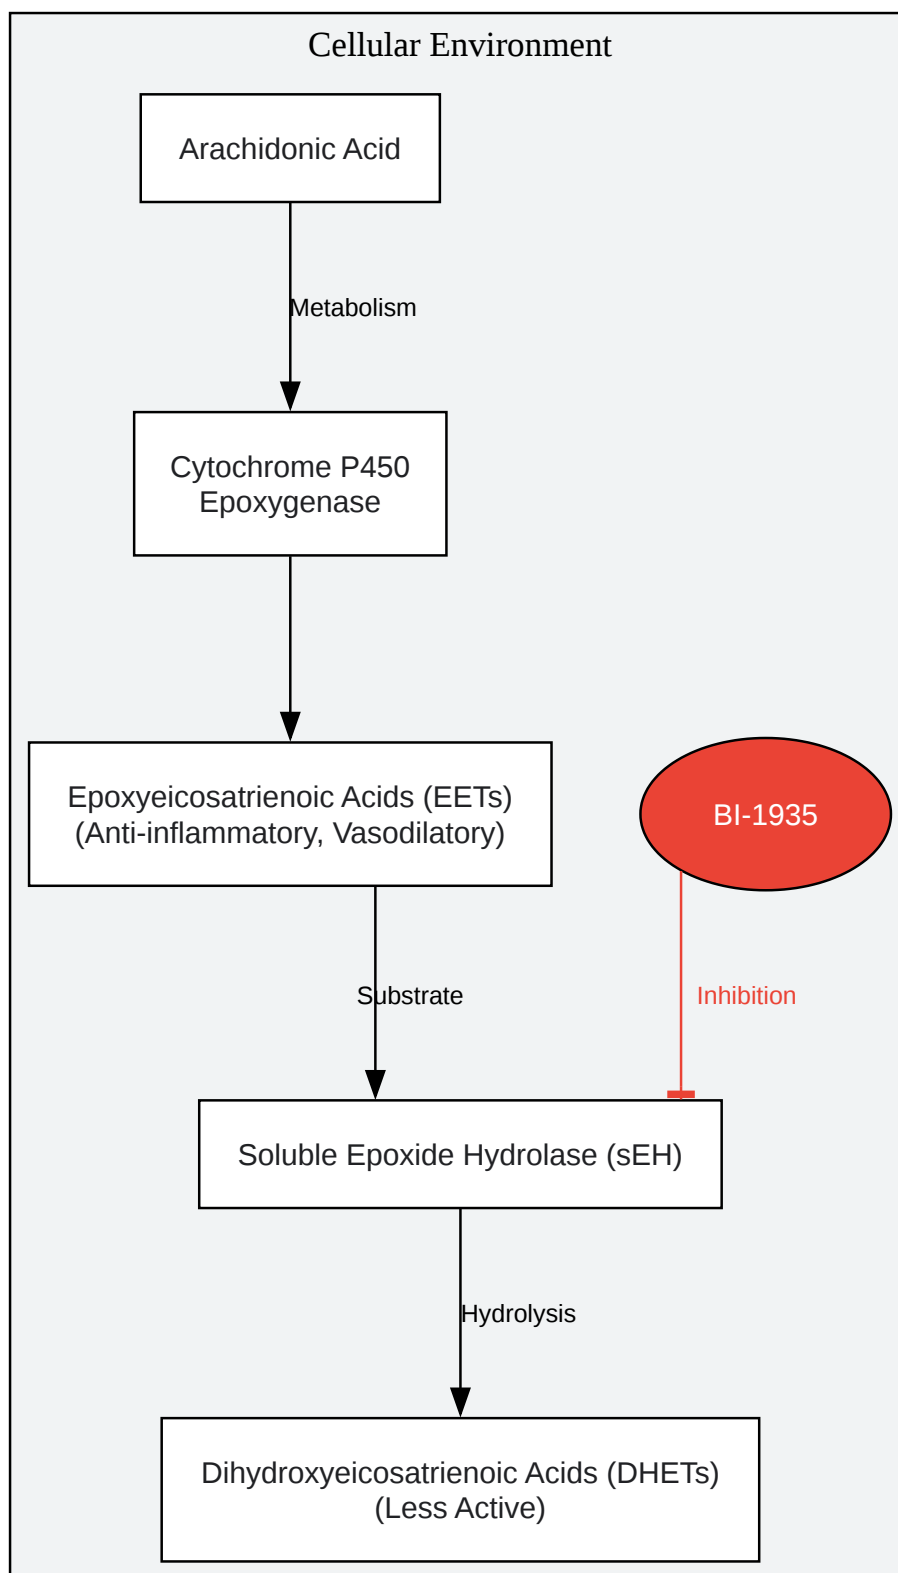 Cellular Environment
Arachidonic Acid
Metabolism
Cytochrome P450
Epoxygenase
Epoxyeicosatrienoic Acids (EETs)
(Anti-inflammatory, Vasodilatory)
BI-1935
Substrate
Inhibition
Soluble Epoxide Hydrolase (sEH)
Hydrolysis
Dihydroxyeicosatrienoic Acids (DHETs)
(Less Active)